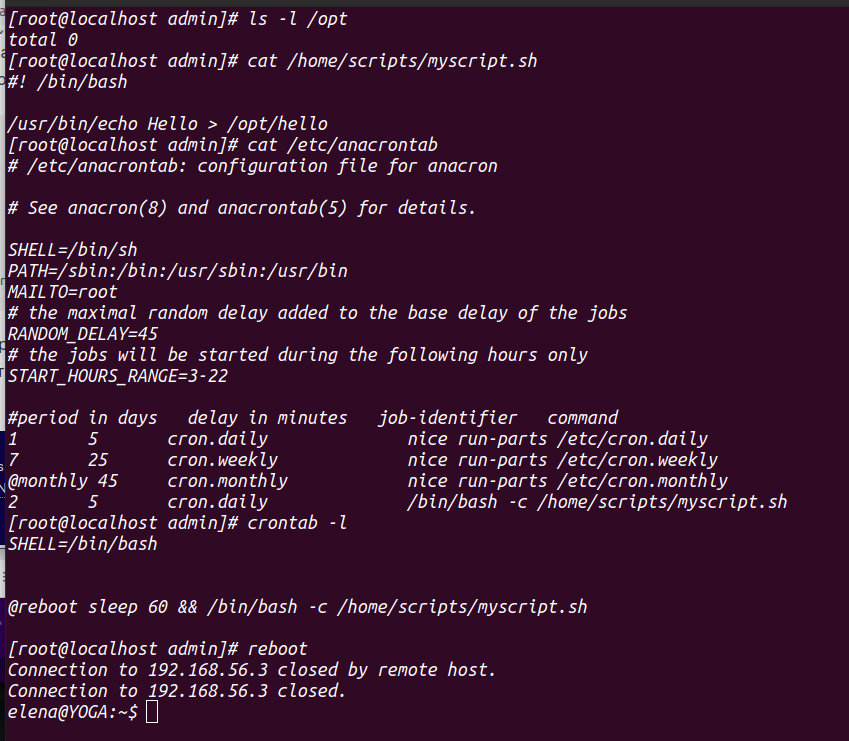 [root@localhost admin]# ls -l /opt
total 0
[root@localhost admin]# cat /home/scripts/myscript.sh
#! /bin/bash
/usr/bin/echo Hello > /opt/hello
[root@localhost admin]# cat /etc/anacrontab
# /etc/anacrontab: configuration file for anacron
# See anacron(8) and anacrontab(5) for details.
SHELL=/bin/sh
PATH=/sbin:/bin:/usr/sbin:/usr/bin
MAILTO=root
# the maximal random delay added to the base delay of the jobs
RANDOM_DELAY=45
# the jobs will be started during the following hours only
START_HOURS_RANGE=3-22
#period in days   delay in minutes   job-identifier   command
1       5       cron.daily              nice run-parts /etc/cron.daily
7       25      cron.weekly             nice run-parts /etc/cron.weekly
@monthly 45     cron.monthly            nice run-parts /etc/cron.monthly
2       5       cron.daily              /bin/bash -c /home/scripts/myscript.sh
[root@localhost admin]# crontab -l
SHELL=/bin/bash
@reboot sleep 60 && /bin/bash -c /home/scripts/myscript.sh
[root@localhost admin]# reboot
Connection to 192.168.56.3 closed by remote host.
Connection to 192.168.56.3 closed.
elena@YOGA:~$